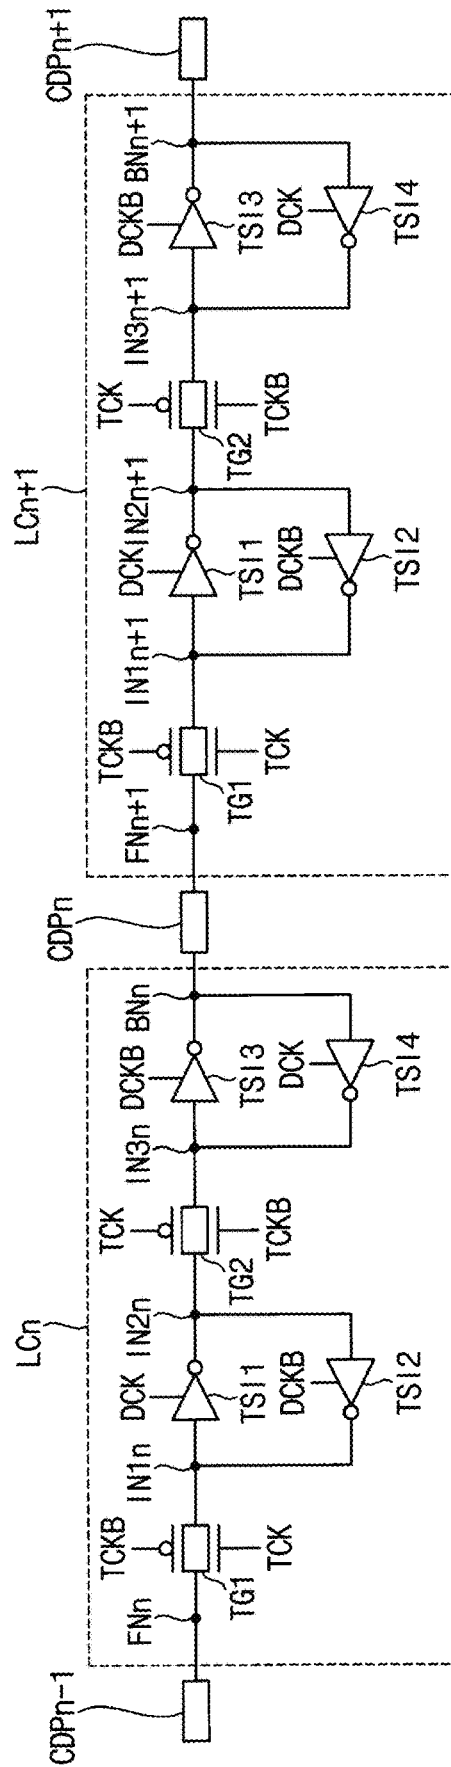 LCn
LCn+1
CDPn-1
FNn
TCKB
TG1
TCK
IN1n
DCK
TSI1
DCKB
TSI2
IN2n
TCK
TG2
TCKB
IN3n
DCKB
TSI3
DCK
TSI4
BNn
CDPn
FNn+1
TCKB
TG1
TCK
IN1n+1
DCK
TSI1
DCKB
TSI2
IN2n+1
TCK
TG2
TCKB
IN3n+1
DCKB
TSI3
DCK
TSI4
BNn+1
CDPn+1